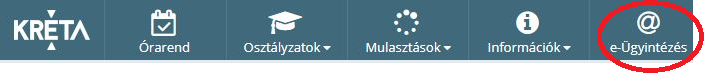 KRÉTA
Órarend
Osztályzatok
Mulasztások
Információk
@
e-Ügyintézés